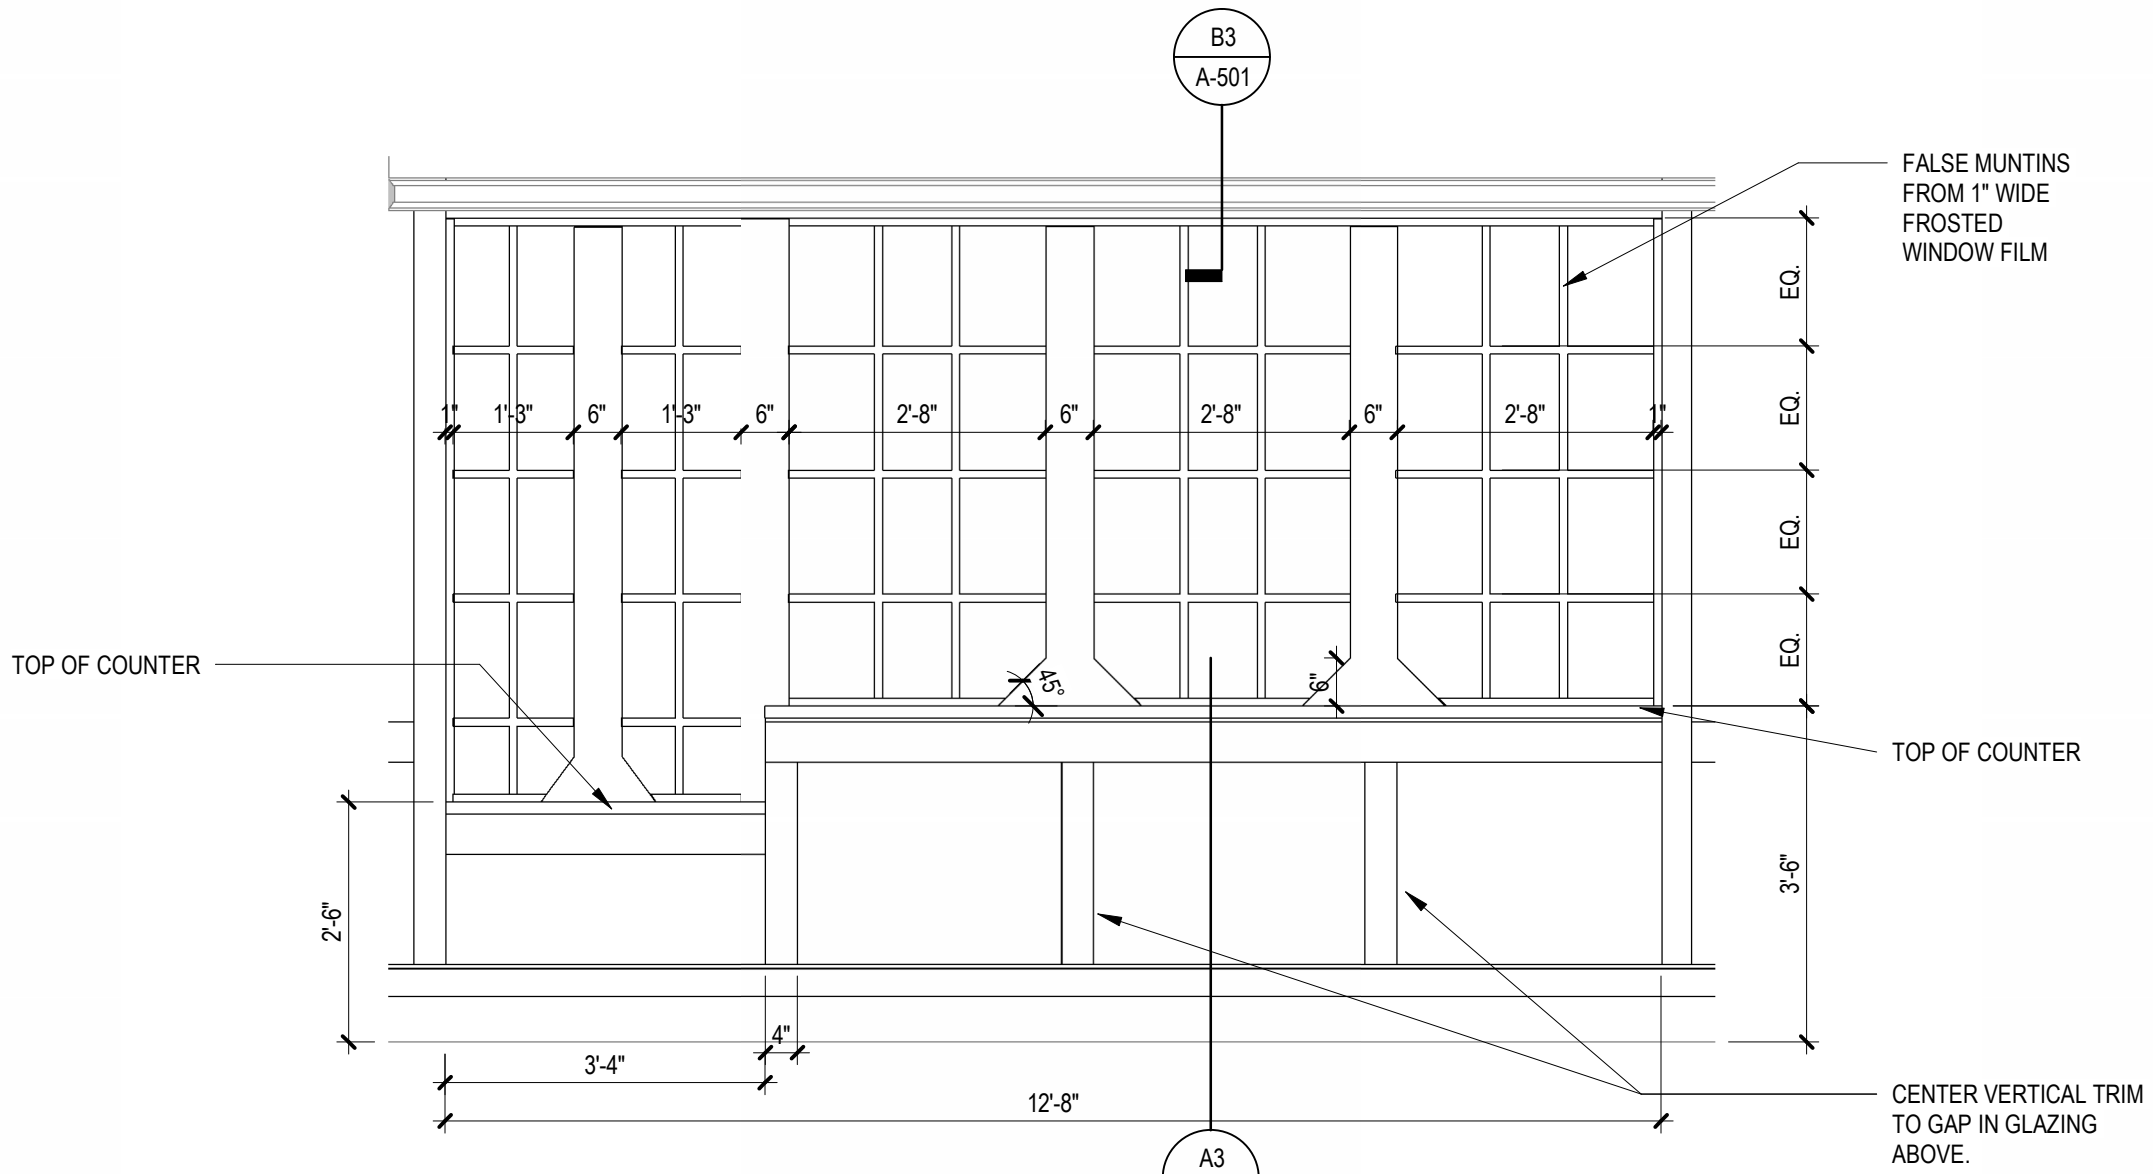 B3
A-501
FALSE MUNTINS
FROM 1" WIDE
FROSTED
WINDOW FILM
EQ.
EQ.
EQ.
EQ.
1"
1'-3"
6"
1'-3"
6"
2'-8"
6"
2'-8"
6"
2'-8"
1"
TOP OF COUNTER
45°
6"
TOP OF COUNTER
2'-6"
3'-6"
4"
3'-4"
12'-8"
CENTER VERTICAL TRIM
TO GAP IN GLAZING
ABOVE.
A3